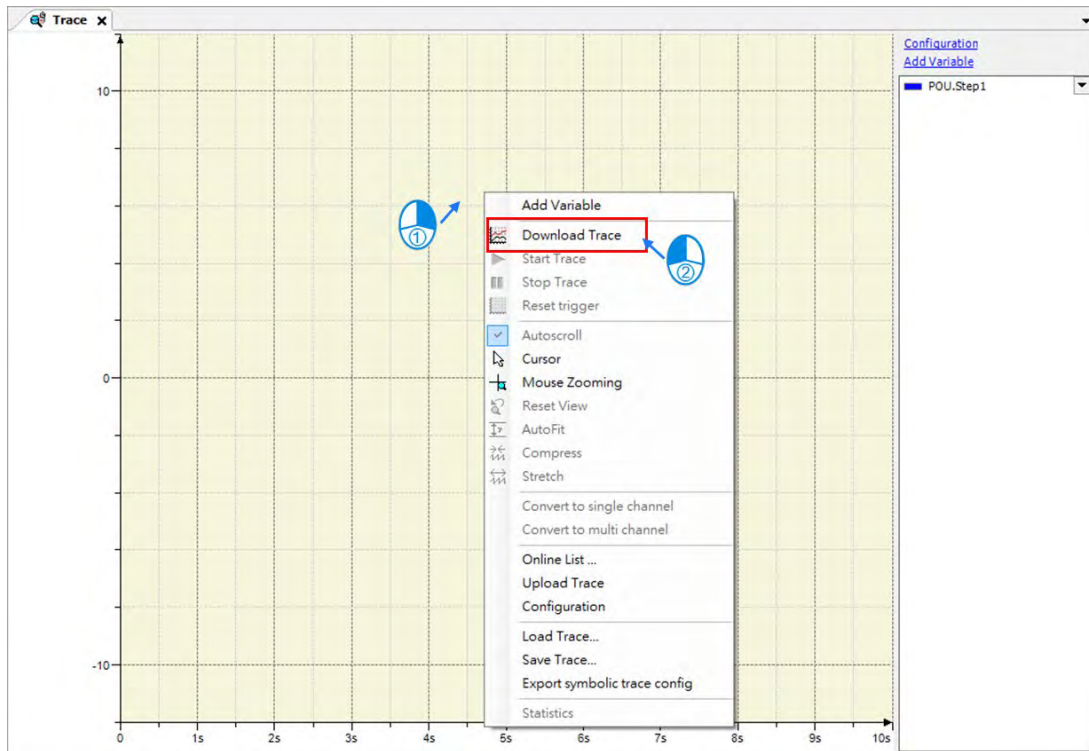 Trace
Configuration
Add Variable
POU.Step1
10
0
-10
0 1s 2s 3s 4s 5s 6s 7s 8s 9s 10s
①
Add Variable
Download Trace
②
Start Trace
Stop Trace
Reset trigger
Autoscroll
Cursor
Mouse Zooming
Reset View
AutoFit
Compress
Stretch
Convert to single channel
Convert to multi channel
Online List ...
Upload Trace
Configuration
Load Trace...
Save Trace...
Export symbolic trace config
Statistics